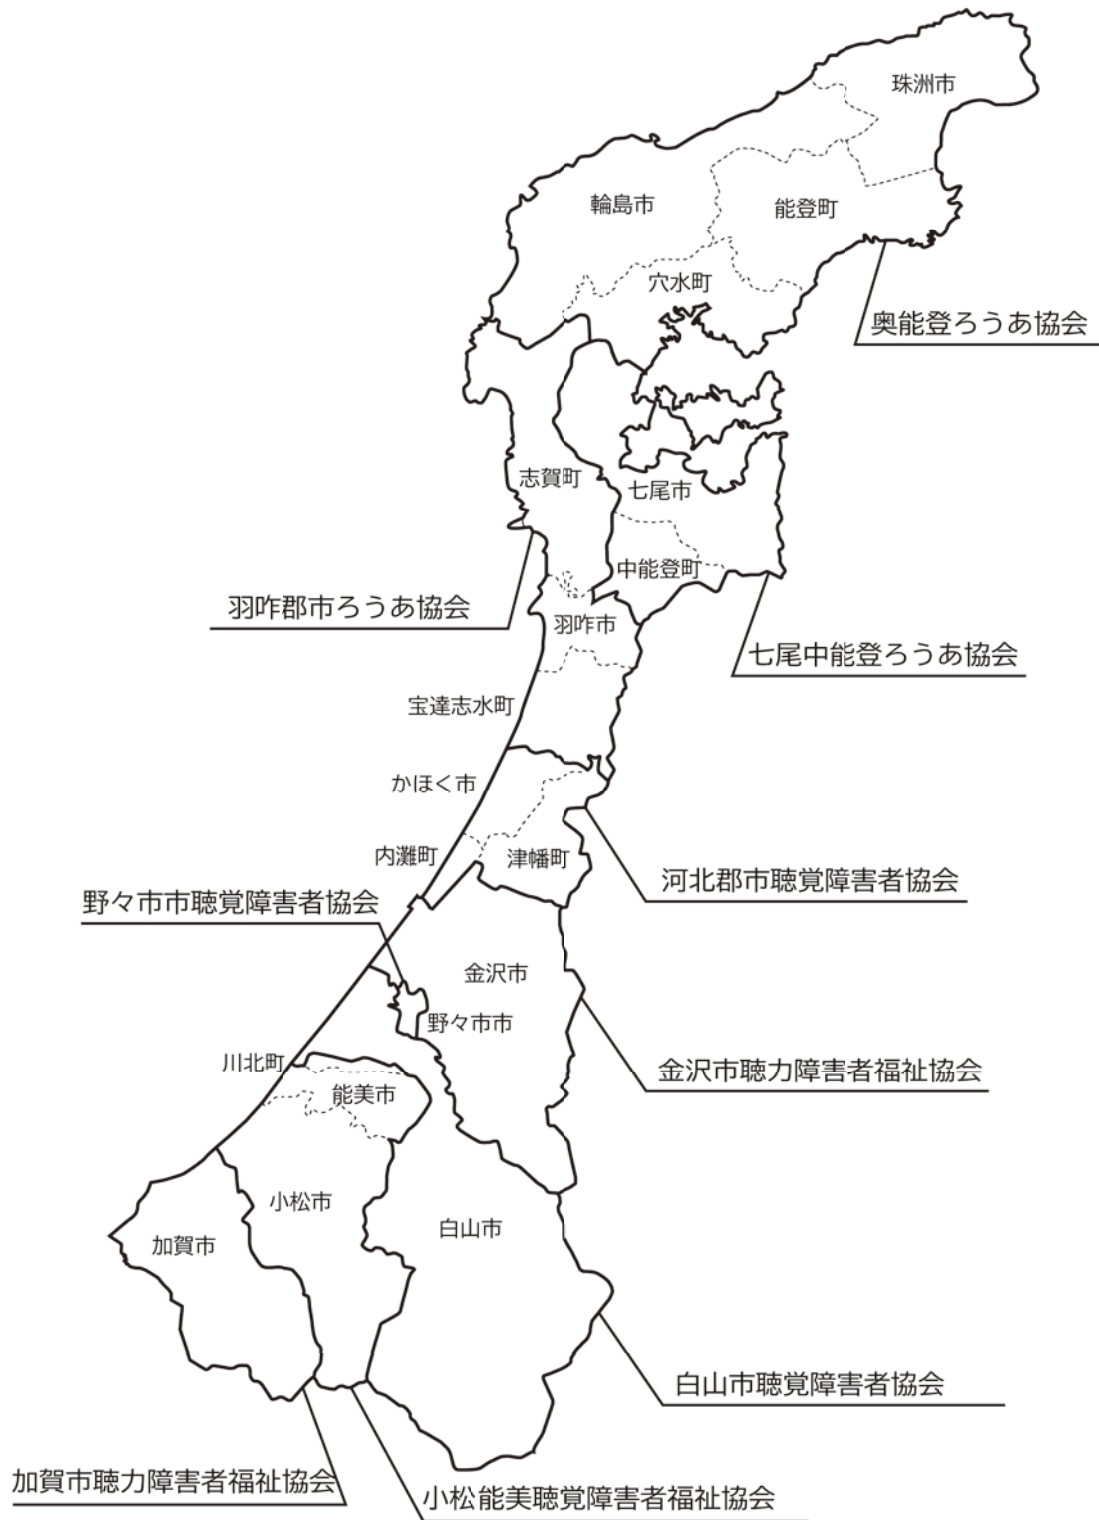 珠洲市
輪島市
能登町
穴水町
奥能登ろうあ協会
志賀町
七尾市
中能登町
羽咋郡市ろうあ協会
羽咋市
七尾中能登ろうあ協会
宝達志水町
かほく市
内灘町
津幡町
河北郡市聴覚障害者協会
野々市市聴覚障害者協会
金沢市
野々市市
川北町
金沢市聴力障害者福祉協会
能美市
小松市
白山市
加賀市
白山市聴覚障害者協会
加賀市聴力障害者福祉協会
小松能美聴覚障害者福祉協会